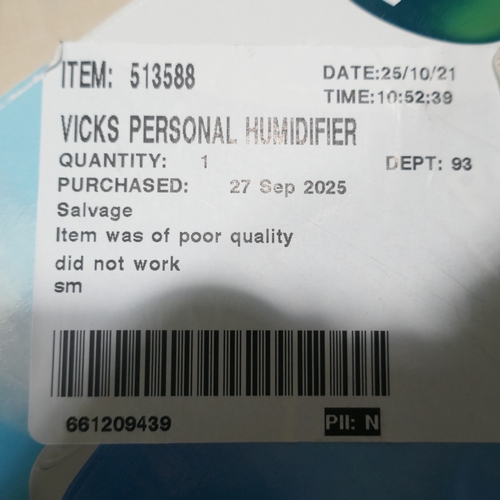 ITEM: 513588
DATE:25/10/21
TIME:10:52:39
VICKS PERSONAL HUMIDIFIER
QUANTITY: 1
DEPT: 93
PURCHASED: 27 Sep 2025
Salvage
Item was of poor quality
did not work
sm
661209439
PII: N